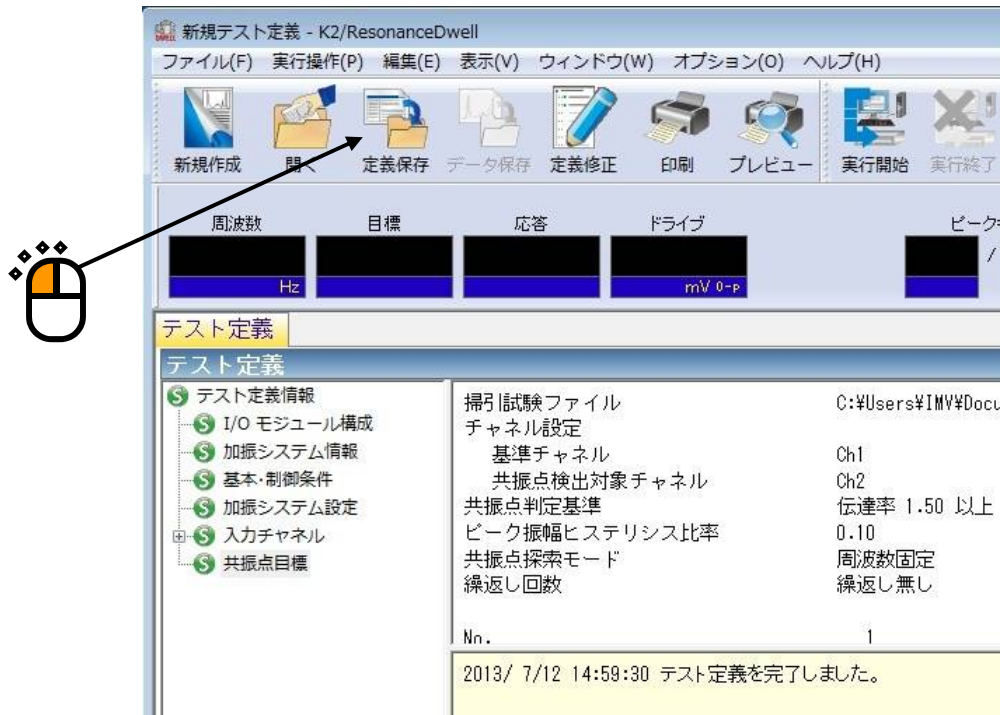 新規テスト定義 - K2/ResonanceDwell
ファイル(F) 実行操作(P) 編集(E) 表示(V) ウィンドウ(W) オプション(O) ヘルプ(H)
新規作成 開く 定義保存 データ保存 定義修正 印刷 プレビュー 実行開始 実行終了
周波数 目標 応答 ドライブ ピーク
/
Hz mV 0-p
テスト定義
テスト定義
テスト定義情報
I/O モジュール構成
加振システム情報
基本・制御条件
加振システム設定
入力チャネル
共振点目標
掃引試験ファイル C:¥Users¥IMV¥Docu
チャネル設定
基準チャネル Ch1
共振点検出対象チャネル Ch2
共振点判定基準 伝達率 1.50 以上
ピーク振幅ヒステリシス比率 0.10
共振点探索モード 周波数固定
繰返し回数 繰返し無し
No. 1
2013/ 7/12 14:59:30 テスト定義を完了しました。